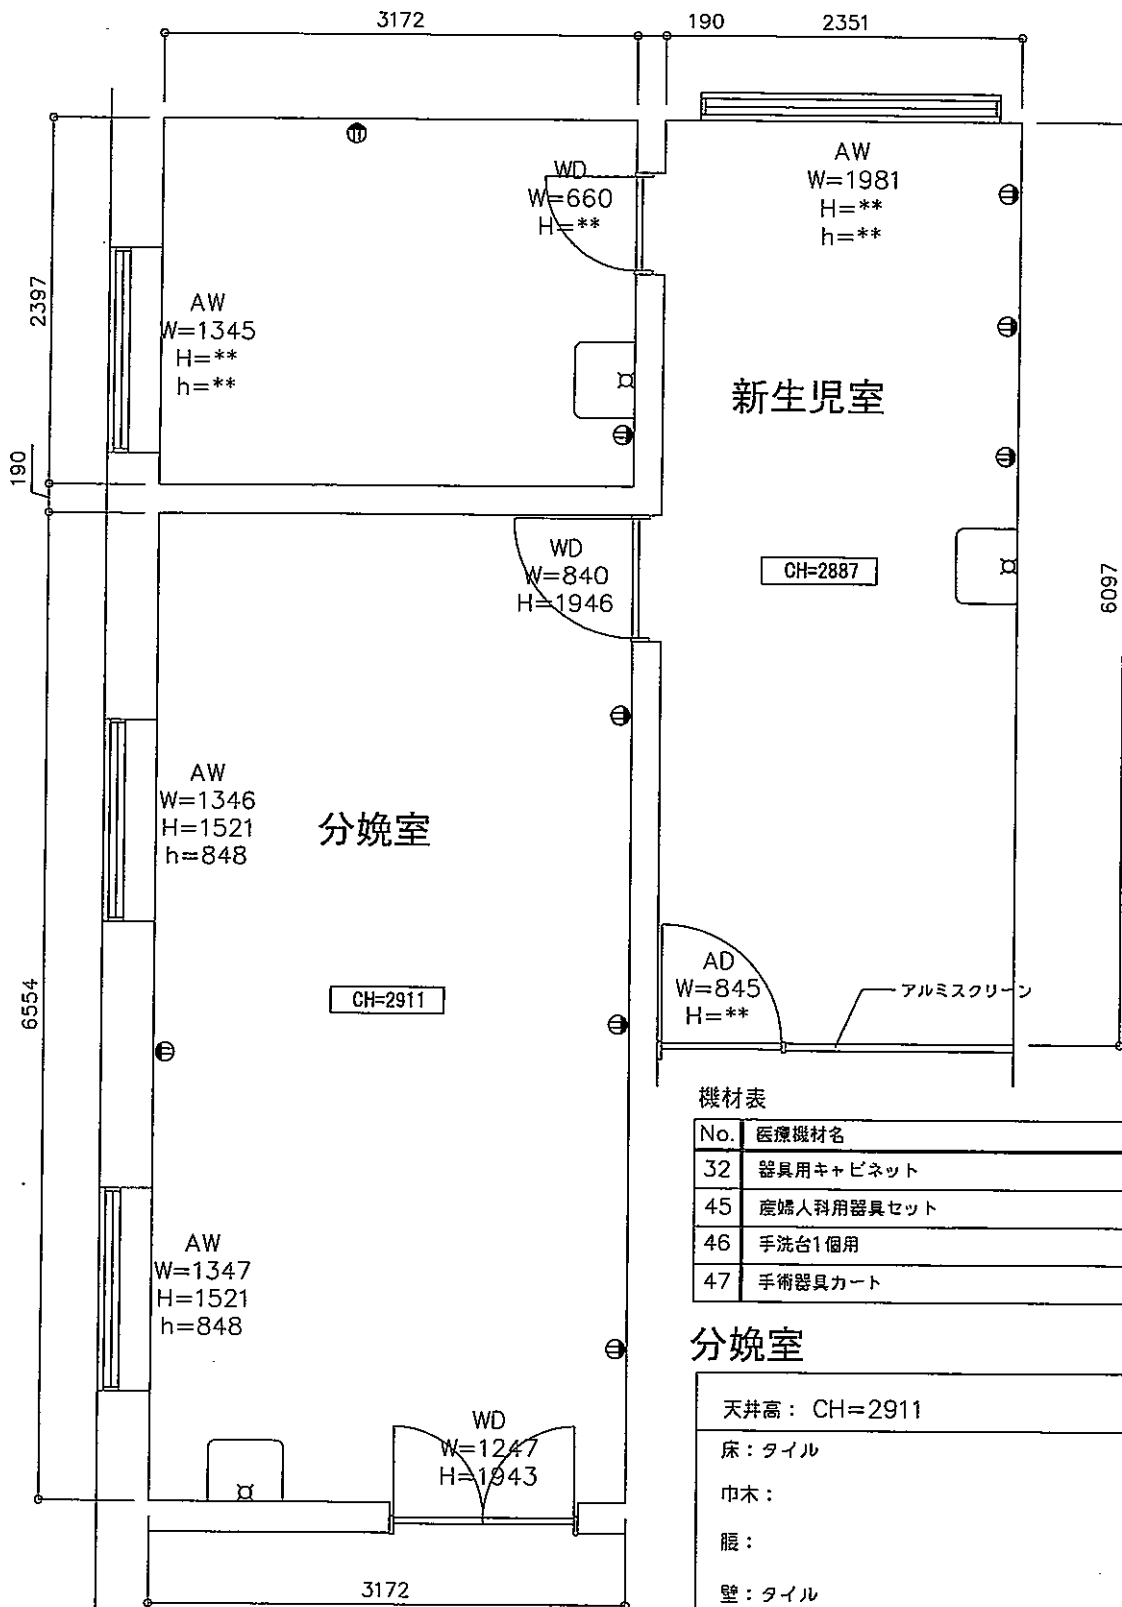 3172
190
2351
AW
W=1981
H=**
h=**
WD
W=660
H=**
2397
AW
W=1345
H=**
h=**
新生児室
190
WD
W=840
H=1946
CH=2887
6097
AW
W=1346
H=1521
h=848
分娩室
AD
W=845
H=**
アルミスクリーン
CH=2911
6554
機材表
No. 医療機材名
32 器具用キャビネット
45 産婦人科用器具セット
46 手洗台1個用
47 手術器具カート
AW
W=1347
H=1521
h=848
分娩室
天井高: CH=2911
床:タイル
巾木:
腰:
壁:タイル
WD
W=1247
H=1943
3172